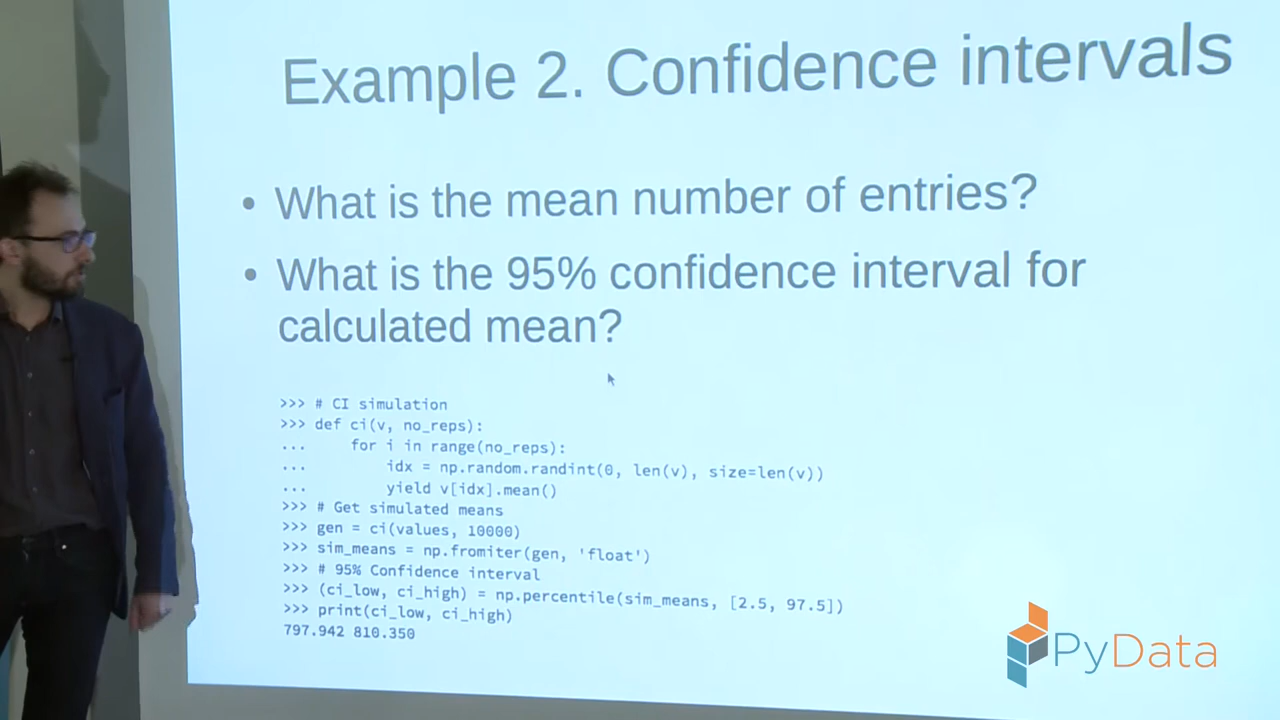 Example 2. Confidence intervals
• What is the mean number of entries?
• What is the 95% confidence interval for
calculated mean?
>>> # CI simulation
>>> def ci(v, no_reps):
...     for i in range(no_reps):
...         idx = np.random.randint(0, len(v), size=len(v))
...         yield v[idx].mean()
>>> # Get simulated means
>>> gen = ci(values, 10000)
>>> sim_means = np.fromiter(gen, 'float')
>>> # 95% Confidence interval
>>> (ci_low, ci_high) = np.percentile(sim_means, [2.5, 97.5])
>>> print(ci_low, ci_high)
797.942 810.350
PyData